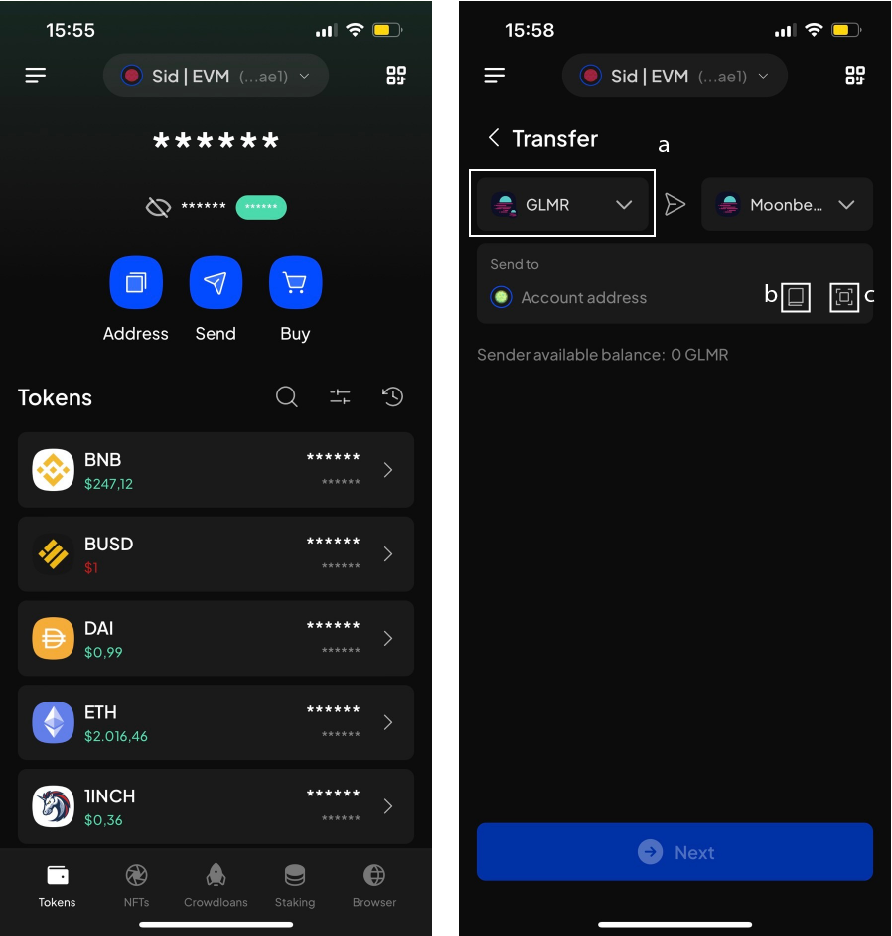 15:55
Sid | EVM (...ae1)
******
****** ******
Address Send Buy
Tokens
BNB ******
$247,12 ******
BUSD ******
$1 ******
DAI ******
$0,99 ******
ETH ******
$2.016,46 ******
1INCH ******
$0,36 ******
Tokens NFTs Crowdloans Staking Browser
15:58
Sid | EVM (...ae1)
Transfer
a
GLMR Moonbe...
Send to
Account address b c
Sender available balance: 0 GLMR
Next